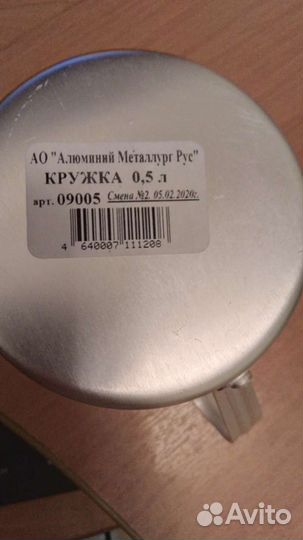 АО "Алюминий Металлург Рус"
КРУЖКА 0,5 л
арт. 09005 Смена №2. 05.02.2020г.
4 640007 111208
Avito